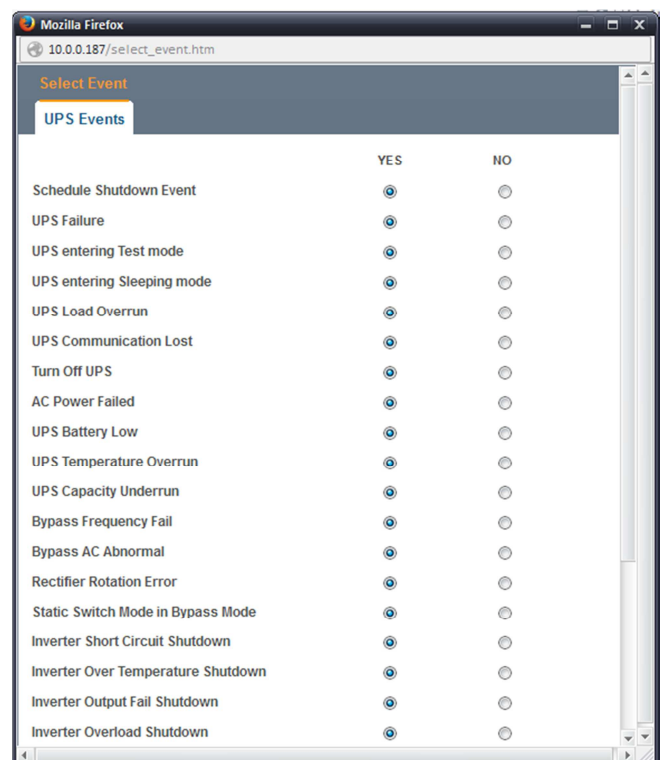 Mozilla Firefox
10.0.0.187/select_event.htm
Select Event
UPS Events
YES NO
Schedule Shutdown Event
UPS Failure
UPS entering Test mode
UPS entering Sleeping mode
UPS Load Overrun
UPS Communication Lost
Turn Off UPS
AC Power Failed
UPS Battery Low
UPS Temperature Overrun
UPS Capacity Underrun
Bypass Frequency Fail
Bypass AC Abnormal
Rectifier Rotation Error
Static Switch Mode in Bypass Mode
Inverter Short Circuit Shutdown
Inverter Over Temperature Shutdown
Inverter Output Fail Shutdown
Inverter Overload Shutdown